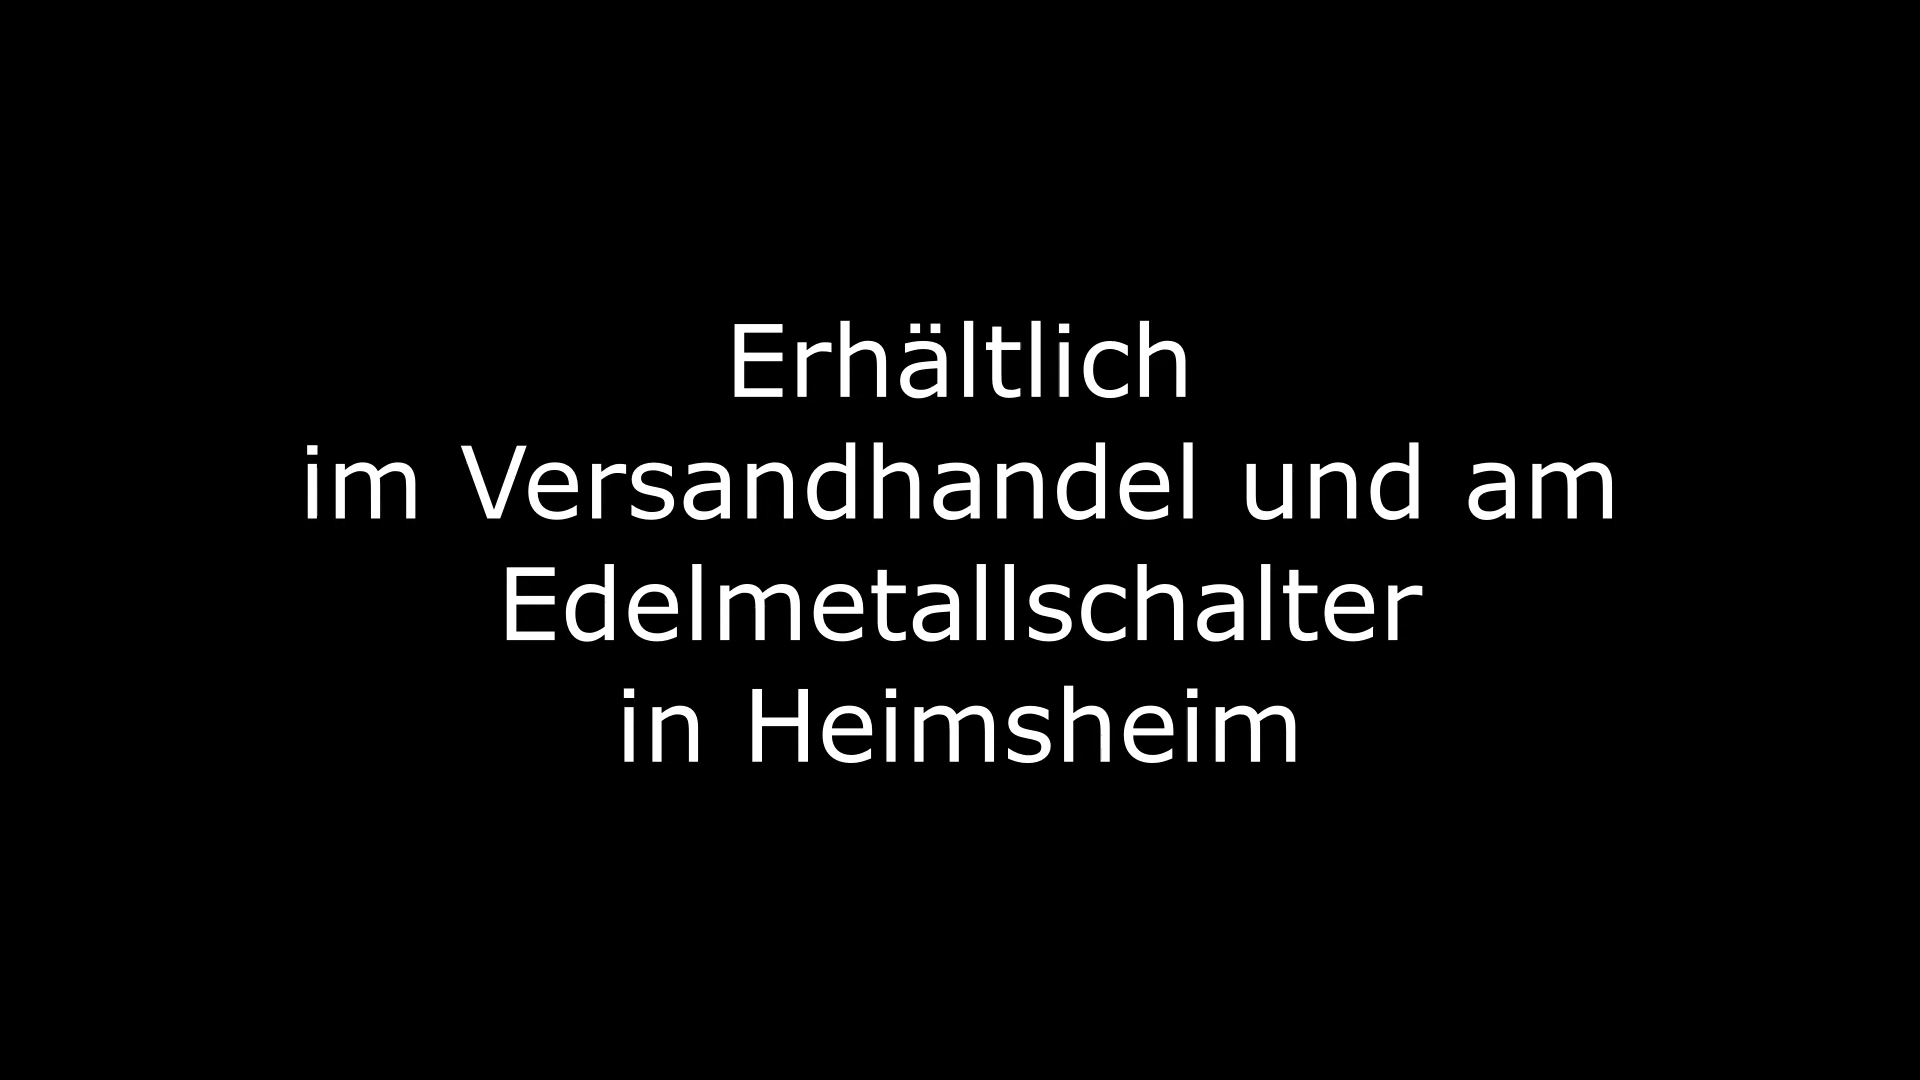 Erhältlich
im Versandhandel und am
Edelmetallschalter
in Heimsheim